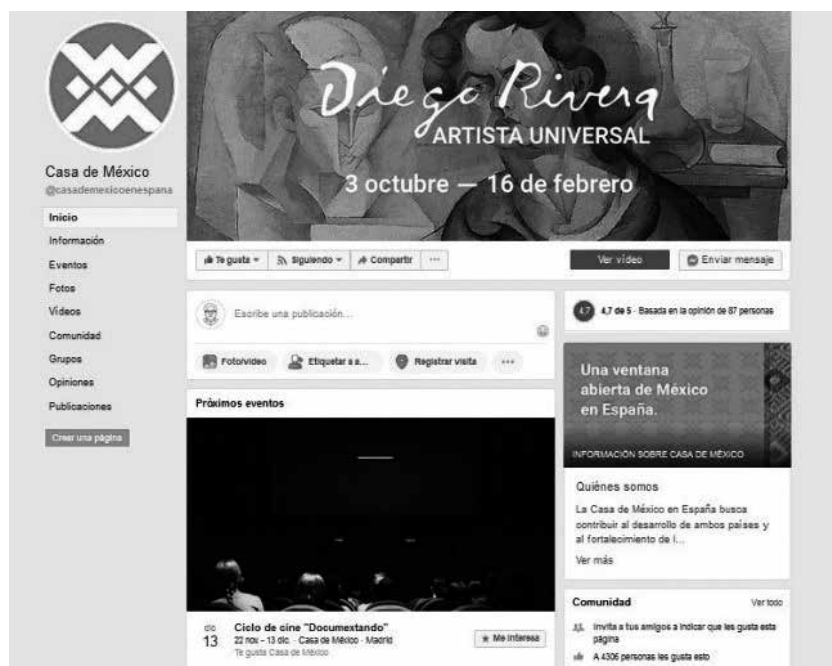 Casa de México
@casademexicoenespana
Inicio
Información
Eventos
Fotos
Vídeos
Comunidad
Grupos
Opiniones
Publicaciones
Crear una página
Diego Rivera
ARTISTA UNIVERSAL
3 octubre — 16 de febrero
Te gusta
Siguiendo
Compartir
...
Ver vídeo
Enviar mensaje
Escribe una publicación...
Foto/vídeo
Etiquetar a a...
Registrar visita
...
Próximos eventos
dic
13
Ciclo de cine "Documextando"
22 nov - 13 dic · Casa de México · Madrid
Te gusta Casa de México
Me interesa
4,7
4,7 de 5 · Basada en la opinión de 87 personas
Una ventana
abierta de México
en España.
INFORMACIÓN SOBRE CASA DE MÉXICO
Quiénes somos
La Casa de México en España busca
contribuir al desarrollo de ambos países y
al fortalecimiento de l...
Ver más
Comunidad
Ver todo
Invita a tus amigos a indicar que les gusta esta
página
A 4306 personas les gusta esto